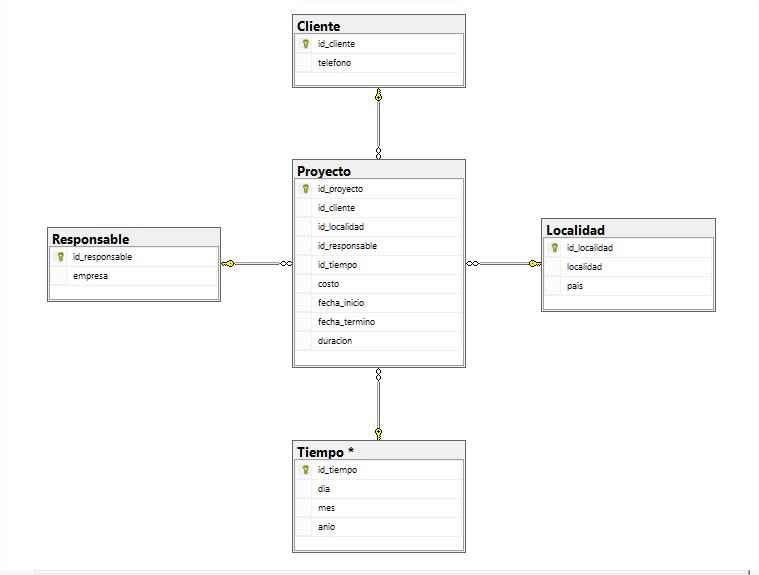 Cliente
id_cliente
telefono
Proyecto
id_proyecto
id_cliente
id_localidad
id_responsable
id_tiempo
costo
fecha_inicio
fecha_termino
duracion
Responsable
id_responsable
empresa
Localidad
id_localidad
localidad
pais
Tiempo *
id_tiempo
dia
mes
anio